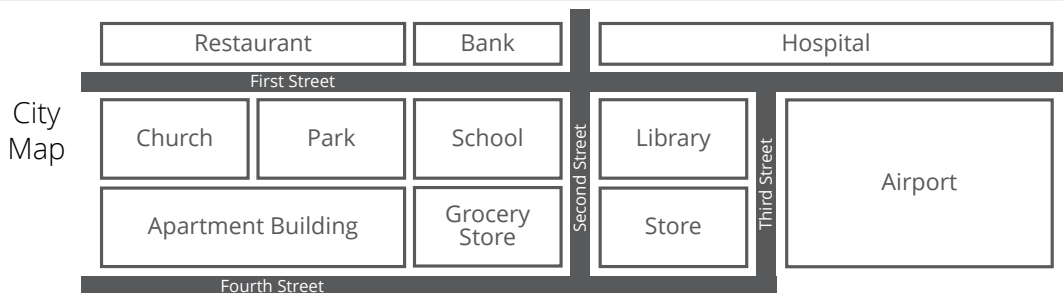 Restaurant
Bank
Hospital
First Street
City
Map
Church
Park
School
Second Street
Library
Third Street
Airport
Apartment Building
Grocery
Store
Store
Fourth Street